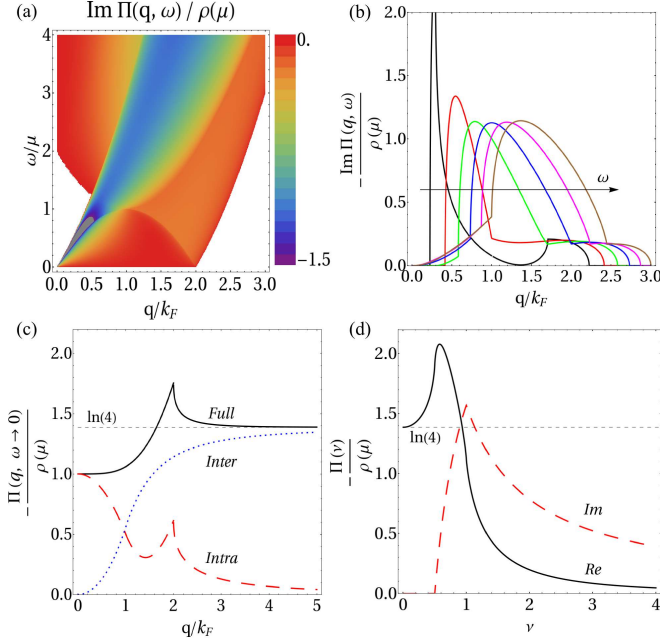 (a)
Im Π(q, ω) / ρ(μ)
4
3
2
1
0
ω/μ
0.0 0.5 1.0 1.5 2.0 2.5 3.0
q/k_F
0.
−1.5
(b)
2.0
1.5
1.0
0.5
0.0
− Im Π(q, ω) / ρ(μ)
ω
0.0 0.5 1.0 1.5 2.0 2.5 3.0
q/k_F
(c)
2.0
1.5
1.0
0.5
0.0
− Π(q, ω→0) / ρ(μ)
ln(4)
Full
Inter
Intra
0 1 2 3 4 5
q/k_F
(d)
2.0
1.5
1.0
0.5
0.0
− Π(ν) / ρ(μ)
ln(4)
Im
Re
0 1 2 3 4
ν